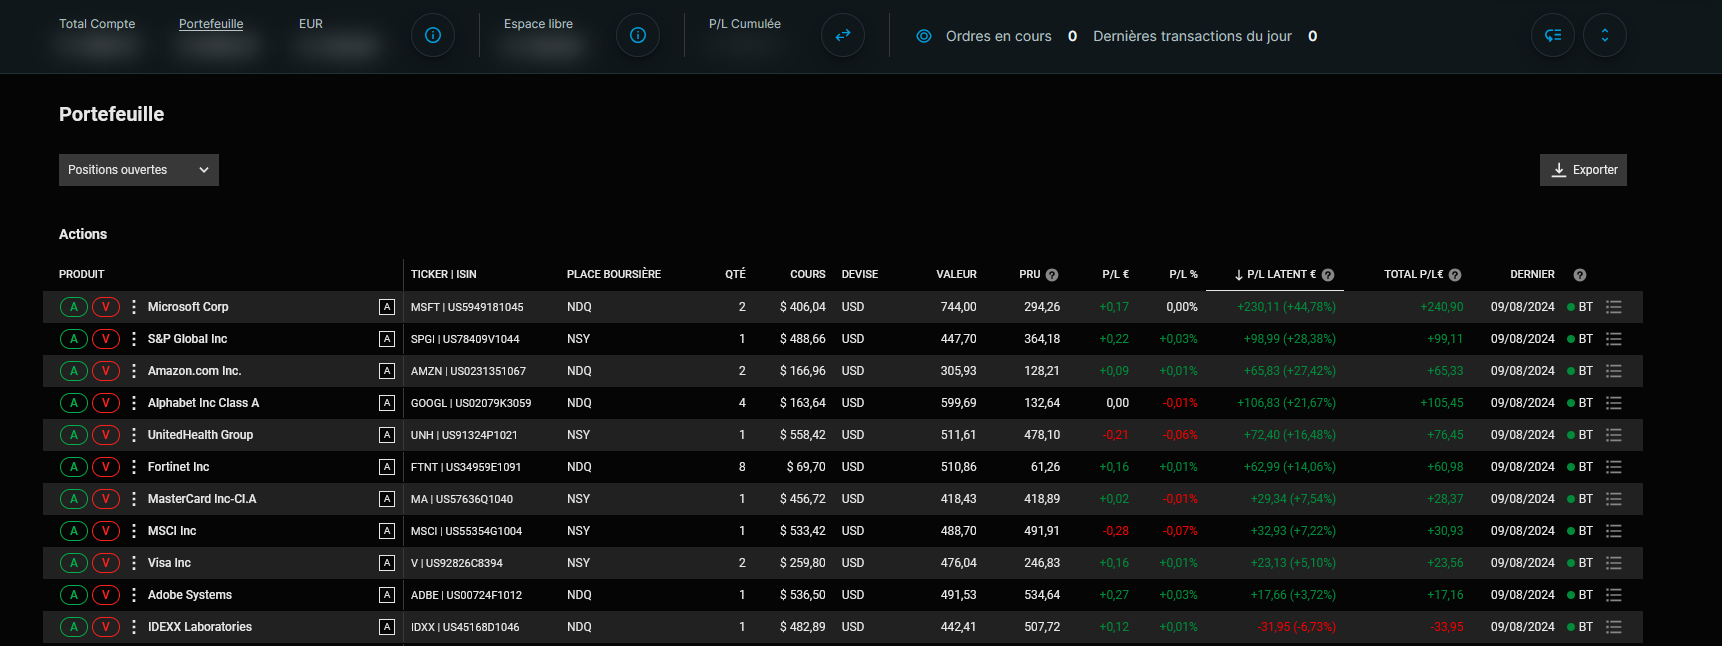 Total Compte Portefeuille EUR Espace libre P/L Cumulée Ordres en cours 0 Dernières transactions du jour 0
Portefeuille
Positions ouvertes Exporter
Actions
PRODUIT TICKER | ISIN PLACE BOURSIÈRE QTÉ COURS DEVISE VALEUR PRU ? P/L € P/L % ↓ P/L LATENT € ? TOTAL P/L€ ? DERNIER ?
A V Microsoft Corp A MSFT | US5949181045 NDQ 2 $ 406,04 USD 744,00 294,26 +0,17 0,00% +230,11 (+44,78%) +240,90 09/08/2024 BT
A V S&P Global Inc A SPGI | US78409V1044 NSY 1 $ 488,66 USD 447,70 364,18 +0,22 +0,03% +98,99 (+28,38%) +99,11 09/08/2024 BT
A V Amazon.com Inc. A AMZN | US0231351067 NDQ 2 $ 166,96 USD 305,93 128,21 +0,09 +0,01% +65,83 (+27,42%) +65,33 09/08/2024 BT
A V Alphabet Inc Class A A GOOGL | US02079K3059 NDQ 4 $ 163,64 USD 599,69 132,64 0,00 -0,01% +106,83 (+21,67%) +105,45 09/08/2024 BT
A V UnitedHealth Group A UNH | US91324P1021 NSY 1 $ 558,42 USD 511,61 478,10 -0,21 -0,06% +72,40 (+16,48%) +76,45 09/08/2024 BT
A V Fortinet Inc A FTNT | US34959E1091 NDQ 8 $ 69,70 USD 510,86 61,26 +0,16 +0,01% +62,99 (+14,06%) +60,98 09/08/2024 BT
A V MasterCard Inc-Cl.A A MA | US57636Q1040 NSY 1 $ 456,72 USD 418,43 418,89 +0,02 -0,01% +29,34 (+7,54%) +28,37 09/08/2024 BT
A V MSCI Inc A MSCI | US55354G1004 NSY 1 $ 533,42 USD 488,70 491,91 -0,28 -0,07% +32,93 (+7,22%) +30,93 09/08/2024 BT
A V Visa Inc A V | US92826C8394 NSY 2 $ 259,80 USD 476,04 246,83 +0,16 +0,01% +23,13 (+5,10%) +23,56 09/08/2024 BT
A V Adobe Systems A ADBE | US00724F1012 NDQ 1 $ 536,50 USD 491,53 534,64 +0,27 +0,03% +17,66 (+3,72%) +17,16 09/08/2024 BT
A V IDEXX Laboratories A IDXX | US45168D1046 NDQ 1 $ 482,89 USD 442,41 507,72 +0,12 +0,01% -31,95 (-6,73%) -33,95 09/08/2024 BT